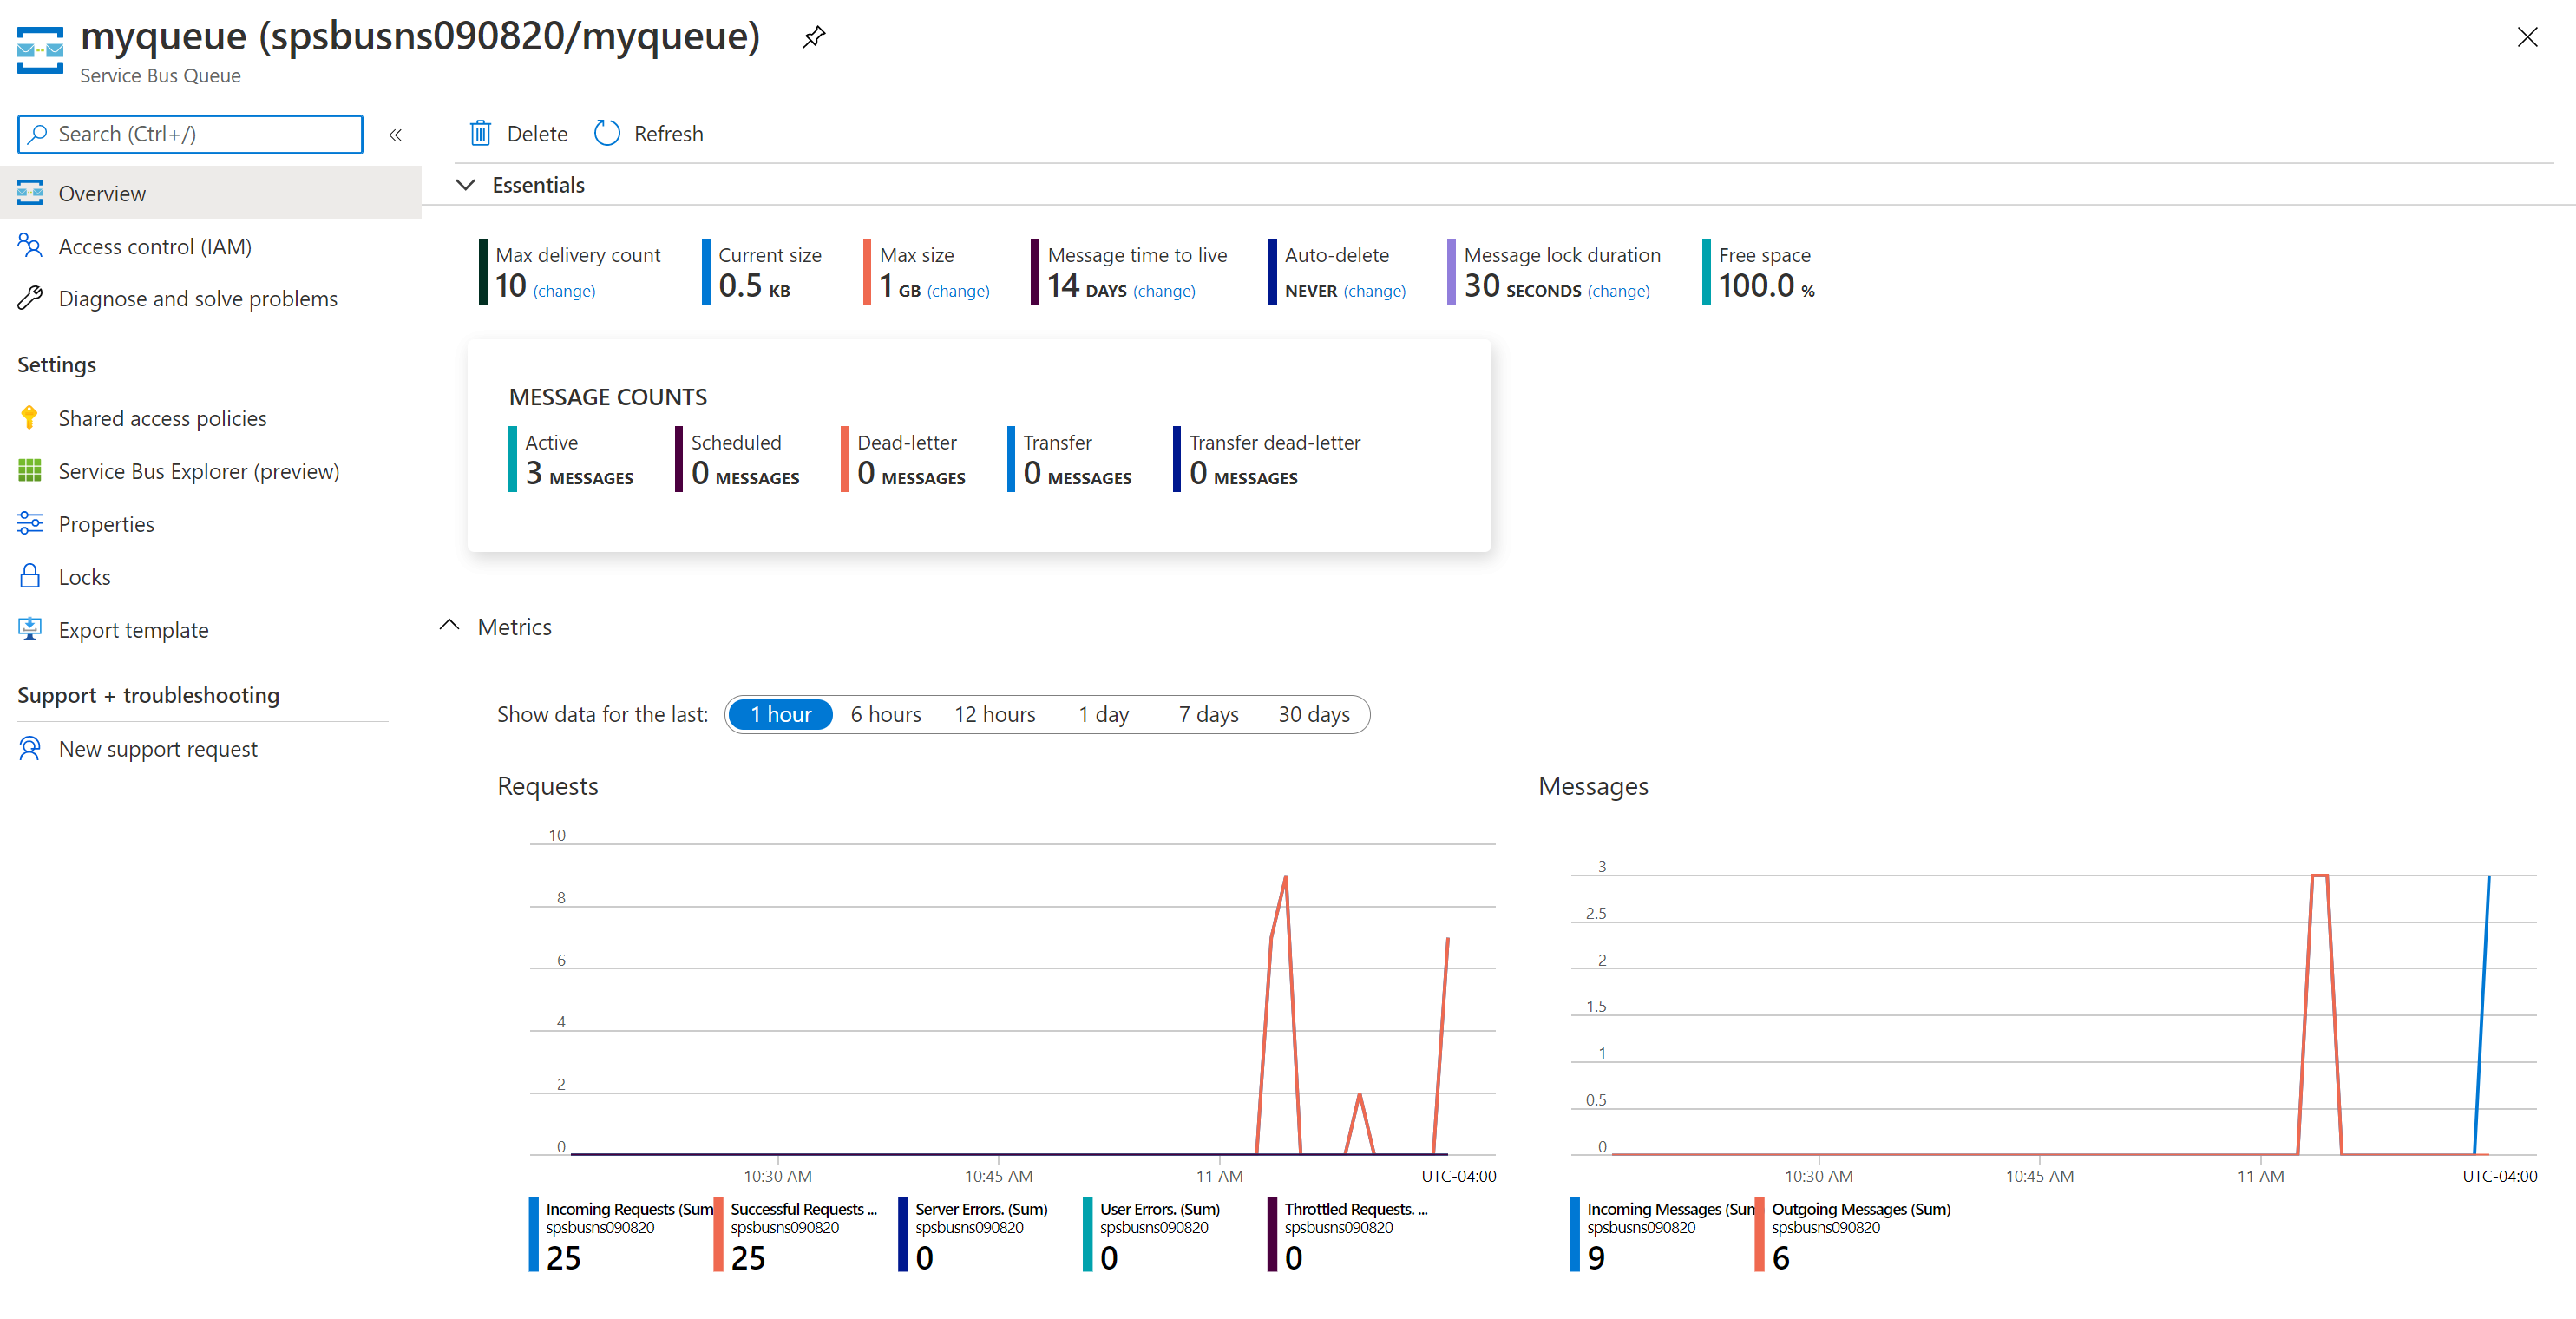 myqueue (spsbusns090820/myqueue)
Service Bus Queue
Search (Ctrl+/)
«
Delete
Refresh
Overview
Access control (IAM)
Diagnose and solve problems
Settings
Shared access policies
Service Bus Explorer (preview)
Properties
Locks
Export template
Support + troubleshooting
New support request
Essentials
Max delivery count
10 (change)
Current size
0.5 KB
Max size
1 GB (change)
Message time to live
14 DAYS (change)
Auto-delete
NEVER (change)
Message lock duration
30 SECONDS (change)
Free space
100.0 %
MESSAGE COUNTS
Active
3 MESSAGES
Scheduled
0 MESSAGES
Dead-letter
0 MESSAGES
Transfer
0 MESSAGES
Transfer dead-letter
0 MESSAGES
Metrics
Show data for the last: 1 hour 6 hours 12 hours 1 day 7 days 30 days
Requests
10
8
6
4
2
0
10:30 AM 10:45 AM 11 AM UTC-04:00
Incoming Requests (Sum
spsbusns090820
25
Successful Requests ...
spsbusns090820
25
Server Errors. (Sum)
spsbusns090820
0
User Errors. (Sum)
spsbusns090820
0
Throttled Requests. ...
spsbusns090820
0
Messages
3
2.5
2
1.5
1
0.5
0
10:30 AM 10:45 AM 11 AM UTC-04:00
Incoming Messages (Sum
spsbusns090820
9
Outgoing Messages (Sum)
spsbusns090820
6